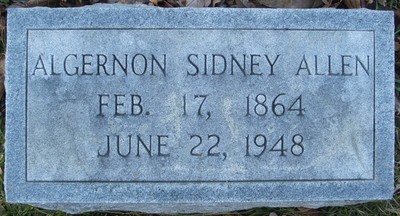 ALGERNON SIDNEY ALLEN
FEB. 17, 1864
JUNE 22, 1948